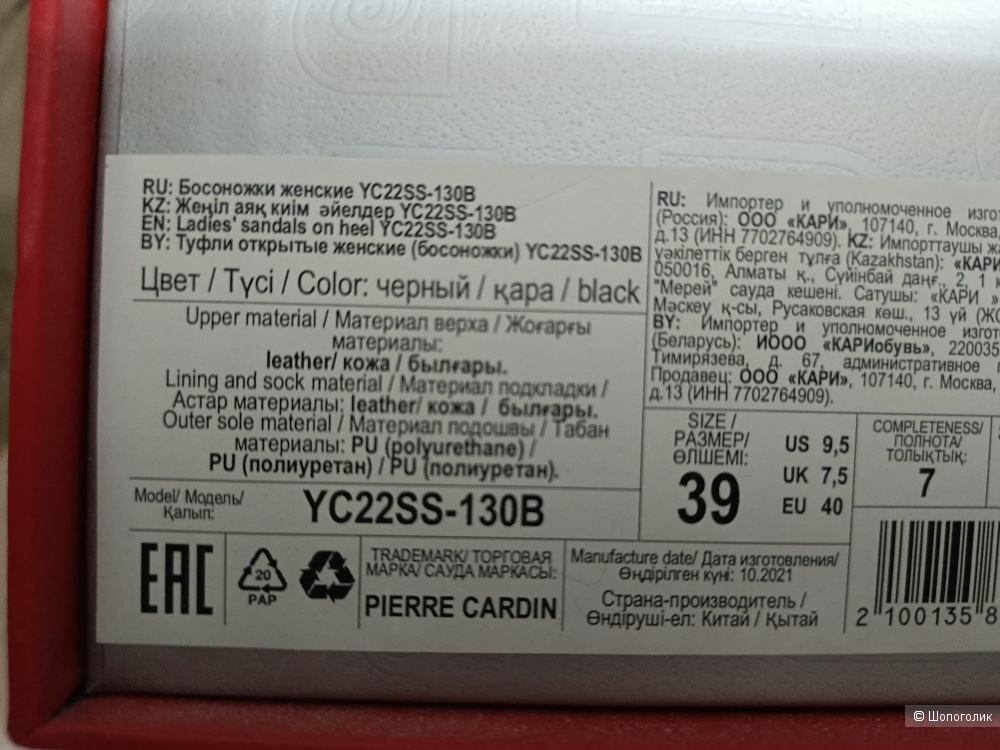 RU: Босоножки женские YC22SS-130B
KZ: Жеңіл аяқ киім әйелдер YC22SS-130B
EN: Ladies' sandals on heel YC22SS-130B
BY: Туфли открытые женские (босоножки) YC22SS-130B
Цвет / Түсі / Color: черный / қара / black
Upper material / Материал верха / Жоғарғы
материалы:
leather/ кожа / былғары.
Lining and sock material / Материал подкладки /
Астар материалы: leather/ кожа / былғары.
Outer sole material / Материал подошвы / Табан
материалы: PU (polyurethane) /
PU (полиуретан) / PU (полиуретан).
Model/ Модель/
Қалып:
YC22SS-130B
EAC
20
PAP
TRADEMARK/ ТОРГОВАЯ
МАРКА/ САУДА МАРКАСЫ:
PIERRE CARDIN
RU: Импортер и уполномоченное
(Россия): ООО «КАРИ», 107140, г. Москва,
д.13 (ИНН 7702764909). KZ: Импорттаушы
уәкілеттік берген тұлға (Kazakhstan): «КАРИ
050016, Алматы қ., Сүйінбай даңғ., 2, 1
"Мерей" сауда кешені. Сатушы: «КАРИ »
Мәскеу қ-сы, Русаковская көш., 13 үй
BY: Импортер и уполномоченное
(Беларусь): ИООО «КАРИобувь»,
Тимирязева, д. 67, административное
Продавец: ООО «КАРИ», 107140, г. Москва,
д.13 (ИНН 7702764909).
SIZE /
РАЗМЕР/
ӨЛШЕМІ:
39
US 9,5
UK 7,5
EU 40
COMPLETENESS/
ПОЛНОТА/
ТОЛЫҚТЫҚ:
7
Manufacture date/ Дата изготовления/
Өндірілген күні: 10.2021
Страна-производитель /
Өндіруші-ел: Китай / Қытай
2 100135 8
© Шопоголик